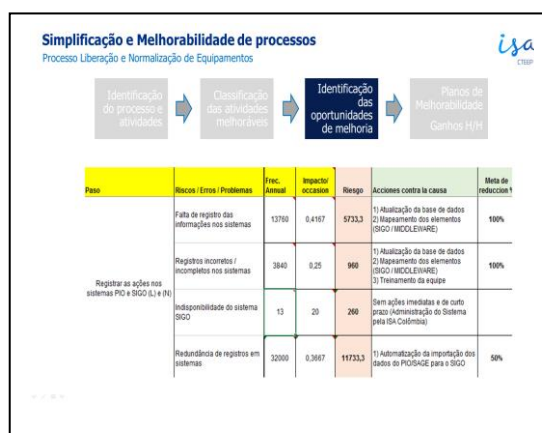 Simplificação e Melhorabilidade de processos
Processo Liberação e Normalização de Equipamentos
isa
CTEEP
Identificação
do processo e
atividades
Classificação
das atividades
melhoráveis
Identificação
das
oportunidades
de melhoria
Planos de
Melhorabilidade
Ganhos H/H
Paso
Riscos / Erros / Problemas
Frec.
Annual
Impacto/
occasion
Riesgo
Acciones contra la causa
Meta de
reduccion %
Registrar as ações nos
sistemas PIO e SIGO (L) e (N)
Falta de registro das
informações nos sistemas
13760
0,4167
5733,3
1) Atualização da base de dados
2) Mapeamento dos elementos
(SIGO / MIDDLEWARE)
100%
Registros incorretos /
incompletos nos sistemas
3840
0,25
960
1) Atualização da base de dados
2) Mapeamento dos elementos
(SIGO / MIDDLEWARE)
3) Treinamento da equipe
100%
Indisponibilidade do sistema
SIGO
13
20
260
Sem ações imediatas e de curto
prazo (Administração do Sistema
pela ISA Colômbia)
Redundância de registros em
sistemas
32000
0,3667
11733,3
1) Automatização da importação dos
dados do PIO/SAGE para o SIGO
50%